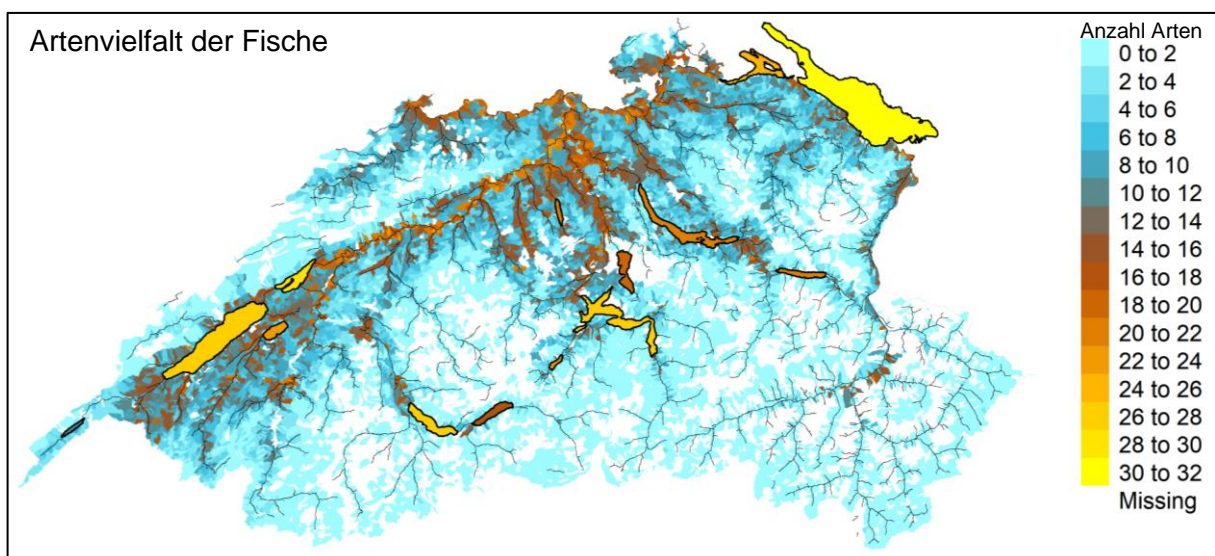 Artenvielfalt der Fische
Anzahl Arten
0 to 2
2 to 4
4 to 6
6 to 8
8 to 10
10 to 12
12 to 14
14 to 16
16 to 18
18 to 20
20 to 22
22 to 24
24 to 26
26 to 28
28 to 30
30 to 32
Missing